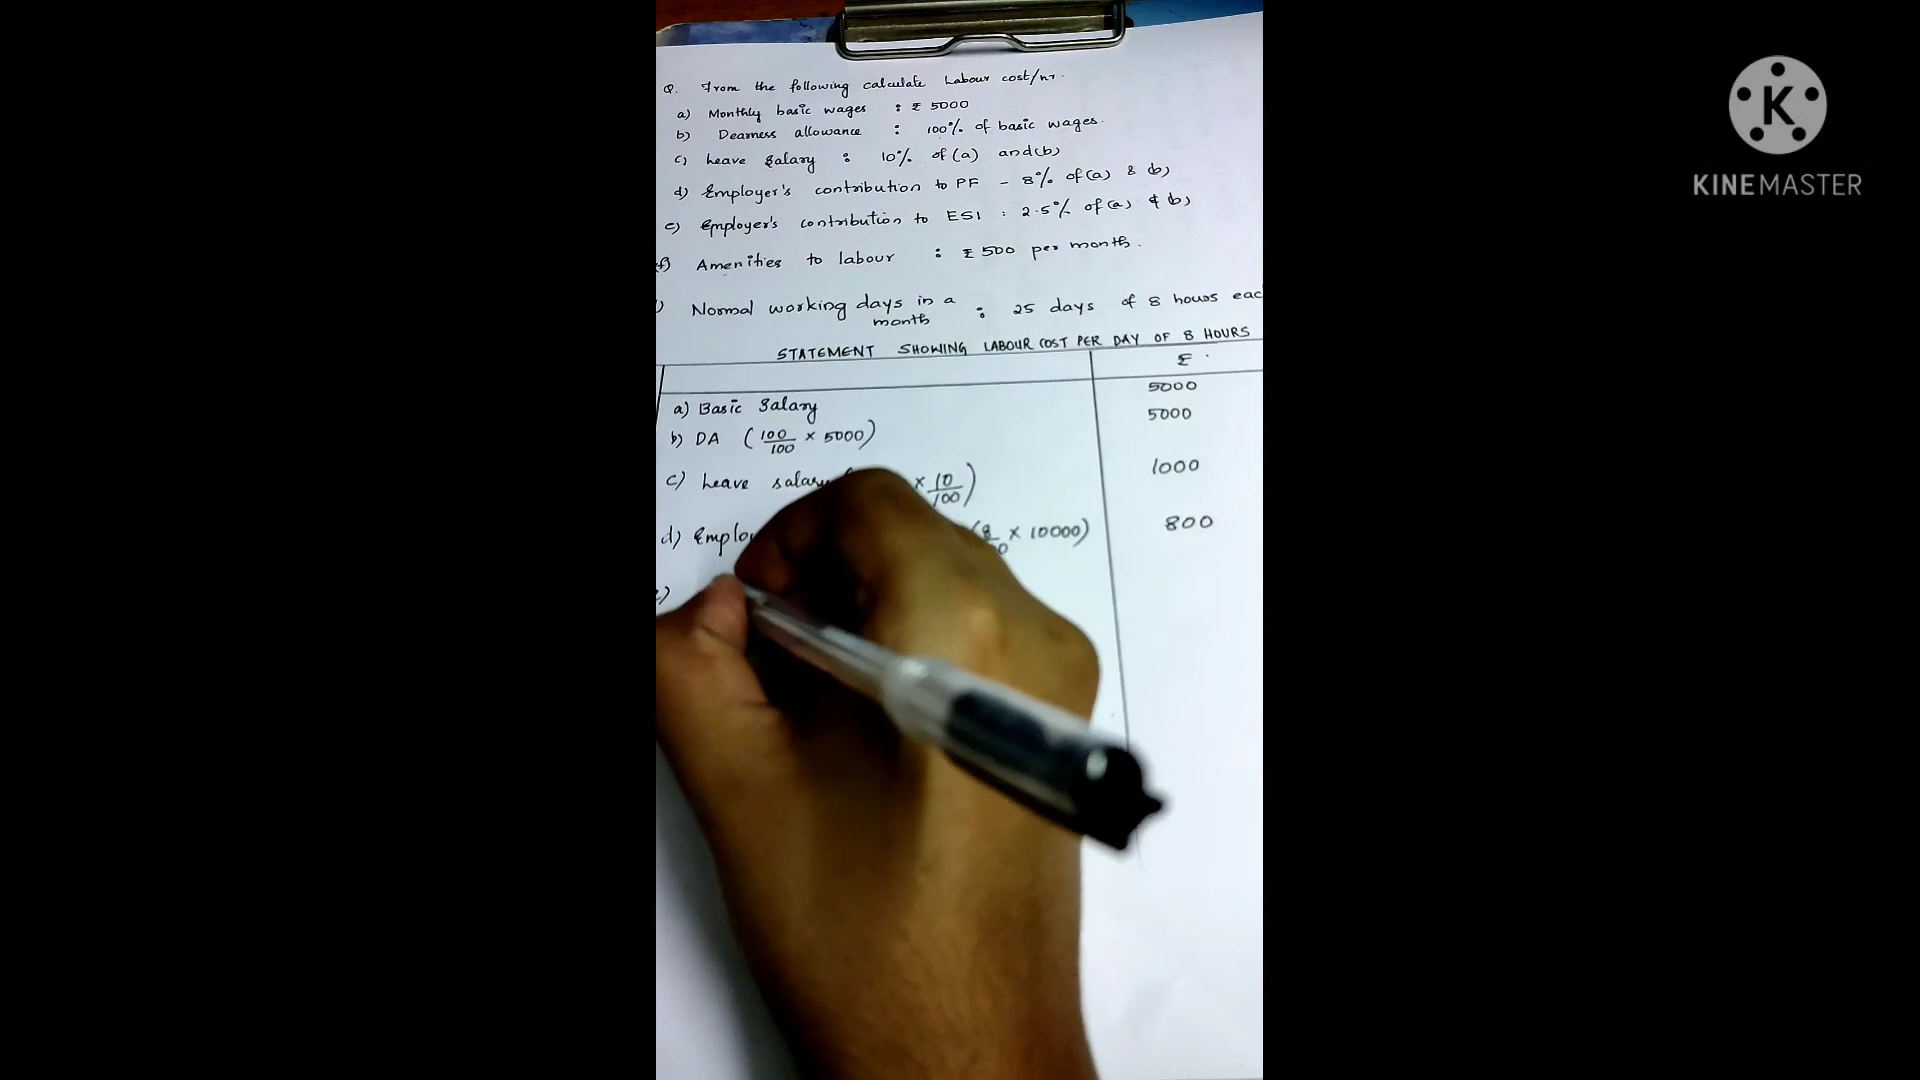 Q. From the following calculate Labour cost/hr.
a) Monthly basic wages : ₹ 5000
b) Dearness allowance : 100% of basic wages.
c) Leave salary : 10% of (a) and (b)
d) Employer's contribution to PF - 8% of (a) & (b)
e) Employer's contribution to ESI : 2.5% of (a) & b)
f) Amenities to labour : ₹ 500 per month.
Normal working days in a month : 25 days of 8 hours eac
STATEMENT SHOWING LABOUR COST PER DAY OF 8 HOURS
₹
a) Basic Salary 5000
b) DA (100/100 × 5000) 5000
c) Leave salary × 10/100) 1000
d) Emplo × 10000) 800
K
KINEMASTER